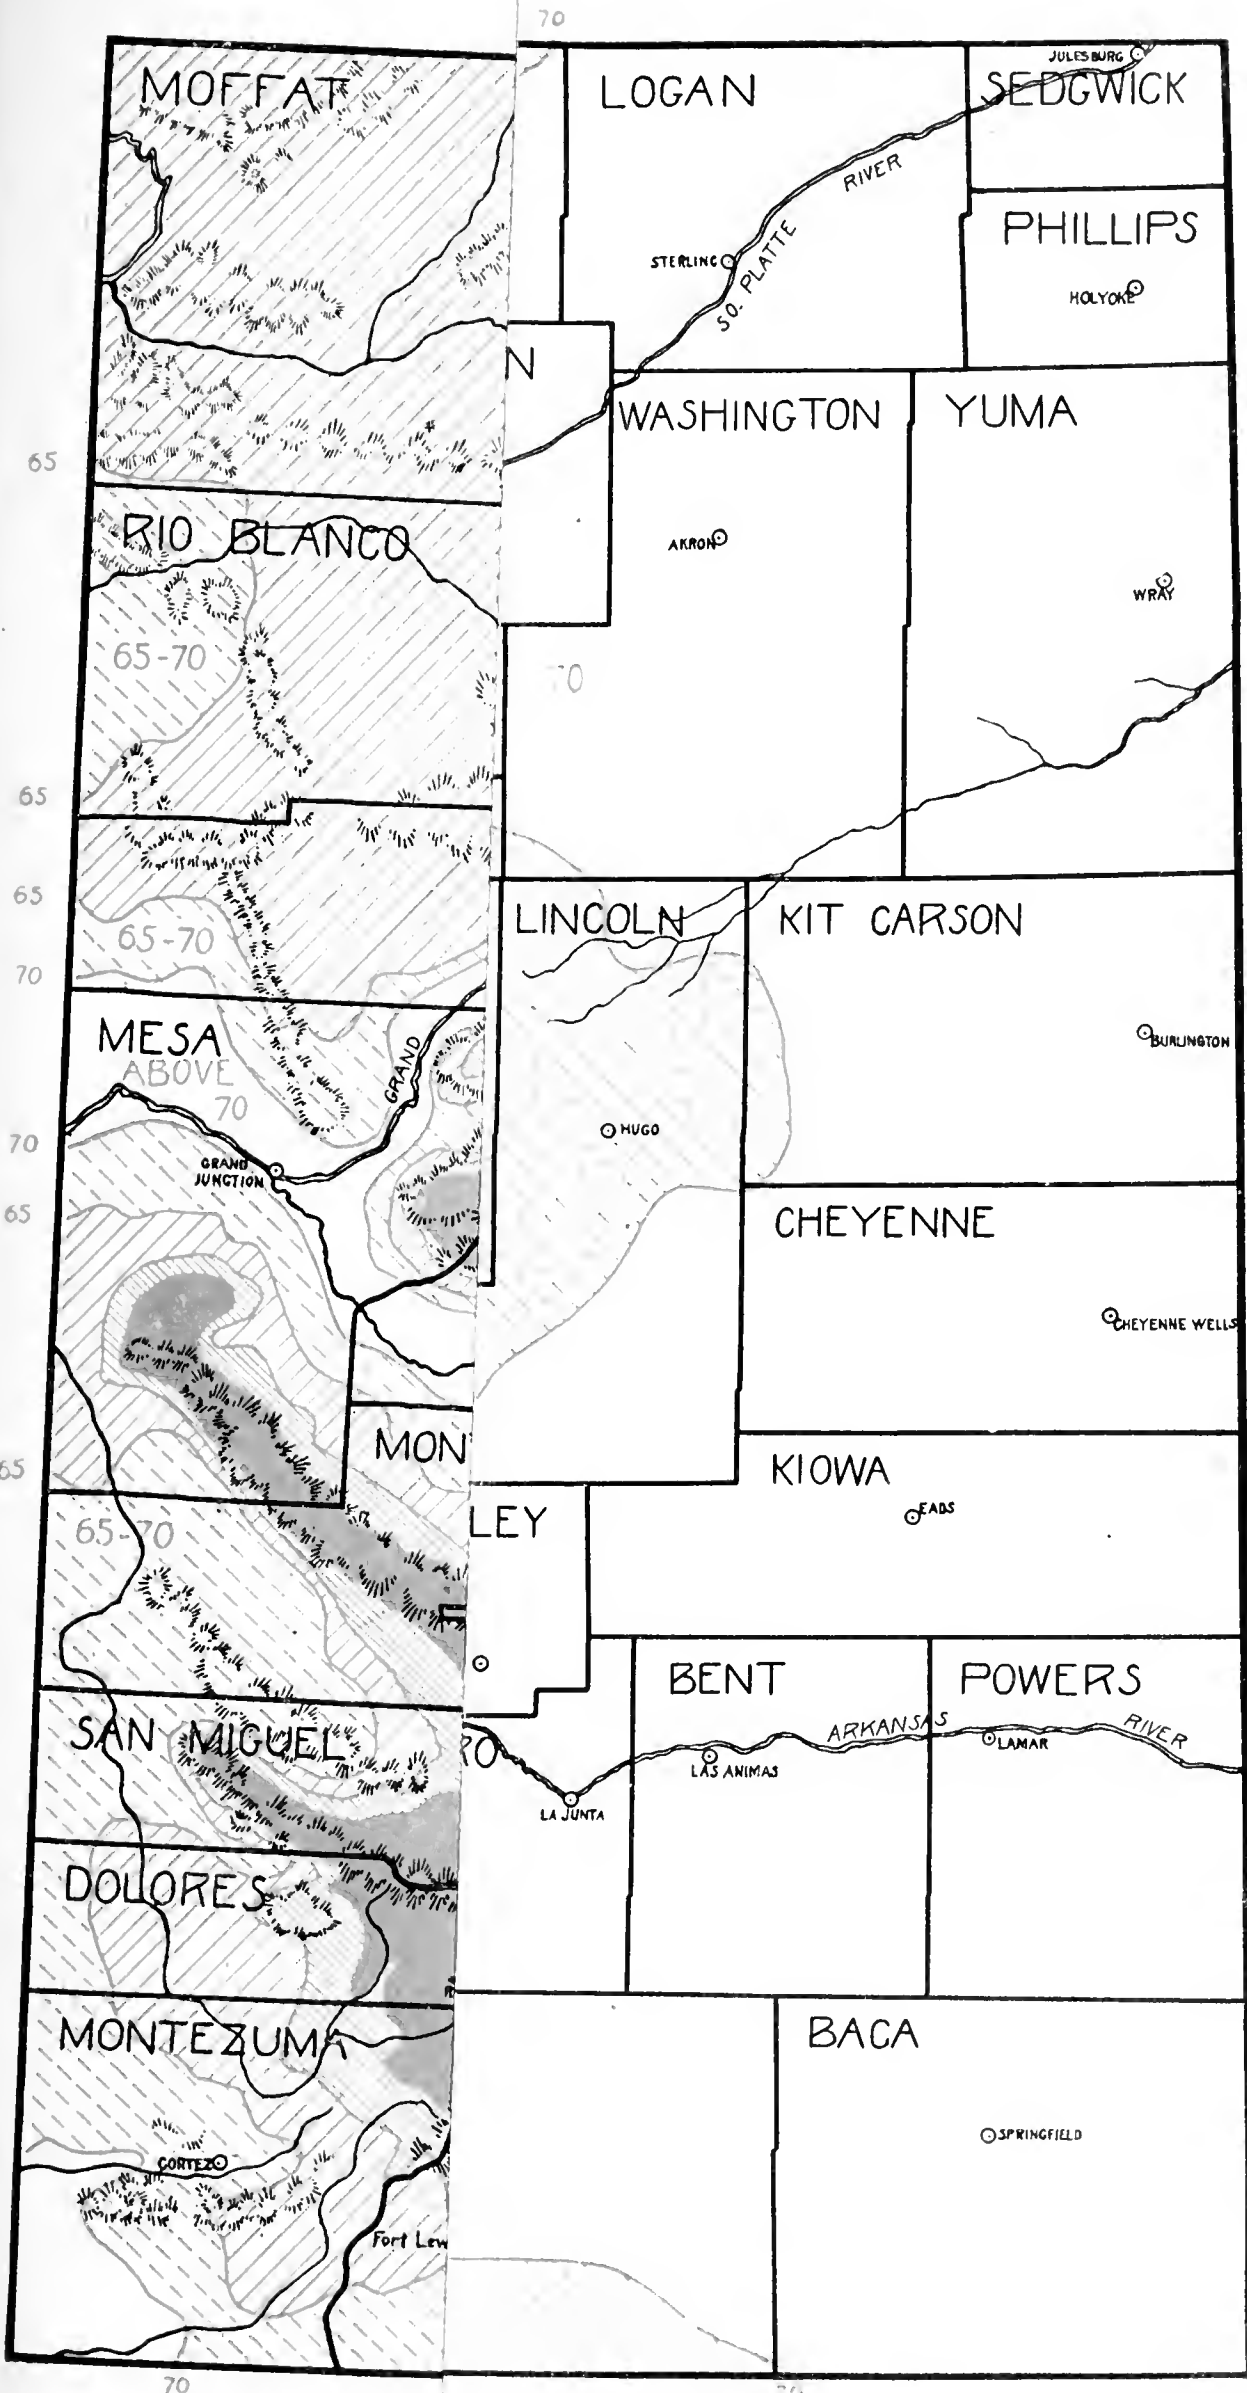 70
MOFFAT
LOGAN
JULESBURG
SEDGWICK
RIVER
SO. PLATTE
STERLING
PHILLIPS
HOLYOKE
N
WASHINGTON
YUMA
65
RIO BLANCO
AKRON
WRAY
65-70
70
65
65
65-70
70
LINCOLN
KIT CARSON
MESA
ABOVE
70
GRAND
BURLINGTON
HUGO
70
GRAND
JUNCTION
65
CHEYENNE
CHEYENNE WELLS
MON
KIOWA
65
EADS
LEY
65-70
BENT
POWERS
SAN MIGUEL
RO
ARKANSAS
RIVER
LAMAR
LAS ANIMAS
LA JUNTA
DOLORES
MONTEZUMA
BACA
SPRINGFIELD
CORTEZ
Fort Lew
70
70